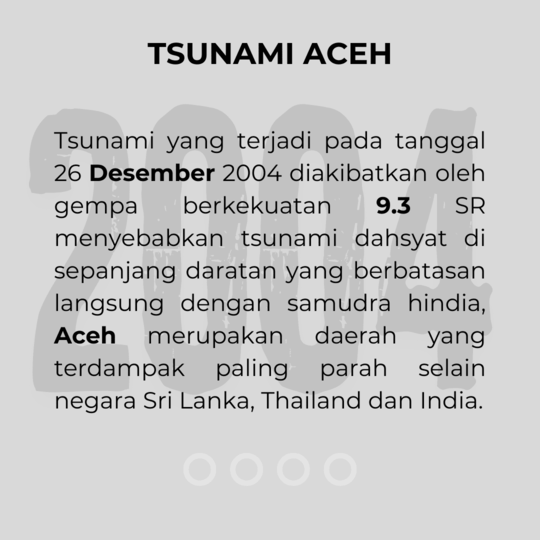 TSUNAMI ACEH
2004
Tsunami yang terjadi pada tanggal
26 Desember 2004 diakibatkan oleh
gempa berkekuatan 9.3 SR
menyebabkan tsunami dahsyat di
sepanjang daratan yang berbatasan
langsung dengan samudra hindia,
Aceh merupakan daerah yang
terdampak paling parah selain
negara Sri Lanka, Thailand dan India.